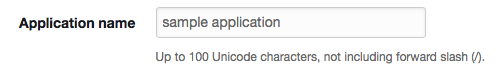 Application name sample application
Up to 100 Unicode characters, not including forward slash (/).